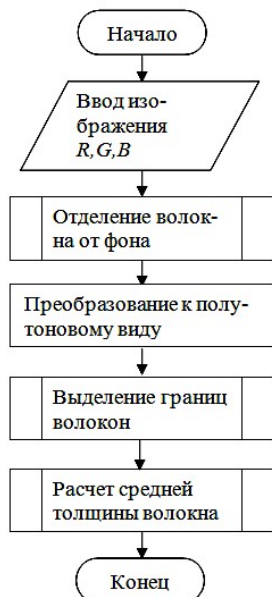 Начало
Ввод изо-
бражения
R,G,B
Отделение волок-
на от фона
Преобразование к полу-
тоновому виду
Выделение границ
волокон
Расчет средней
толщины волокна
Конец